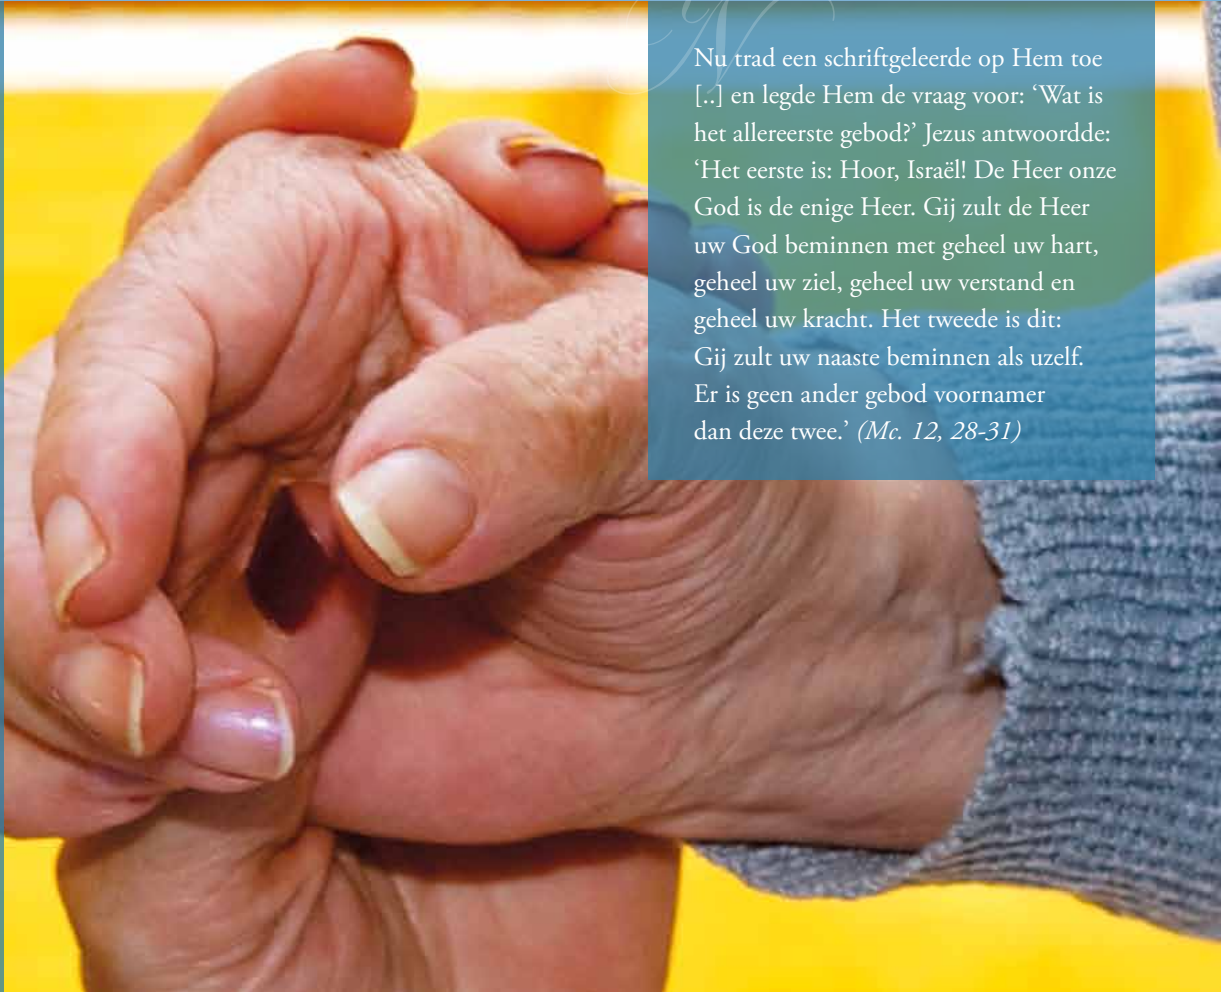 Nu trad een schriftgeleerde op Hem toe
[..] en legde Hem de vraag voor: ‘Wat is
het allereerste gebod?’ Jezus antwoordde:
‘Het eerste is: Hoor, Israël! De Heer onze
God is de enige Heer. Gij zult de Heer
uw God beminnen met geheel uw hart,
geheel uw ziel, geheel uw verstand en
geheel uw kracht. Het tweede is dit:
Gij zult uw naaste beminnen als uzelf.
Er is geen ander gebod voornamer
dan deze twee.’ (Mc. 12, 28-31)